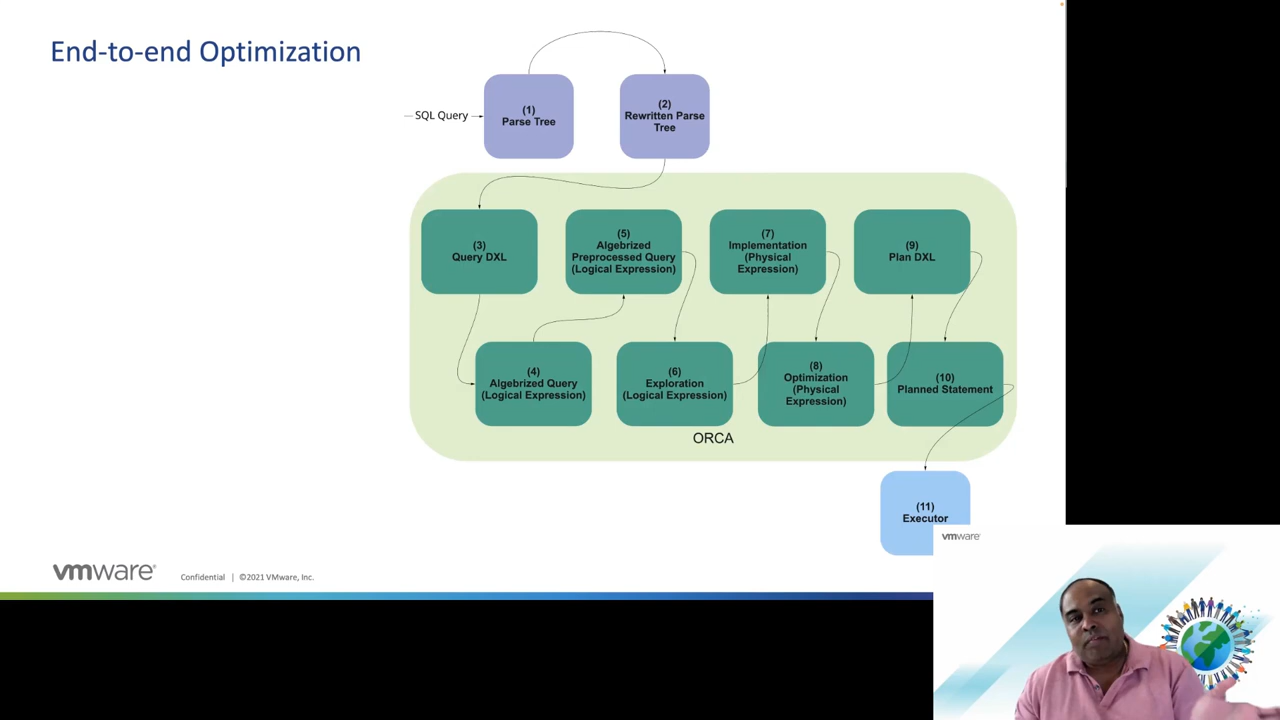 End-to-end Optimization
SQL Query
(1)
Parse Tree
(2)
Rewritten Parse
Tree
(3)
Query DXL
(5)
Algebrized
Preprocessed Query
(Logical Expression)
(7)
Implementation
(Physical
Expression)
(9)
Plan DXL
(4)
Algebrized Query
(Logical Expression)
(6)
Exploration
(Logical Expression)
(8)
Optimization
(Physical
Expression)
(10)
Planned Statement
ORCA
(11)
Executor
vmware
vmware®
Confidential | ©2021 VMware, Inc.